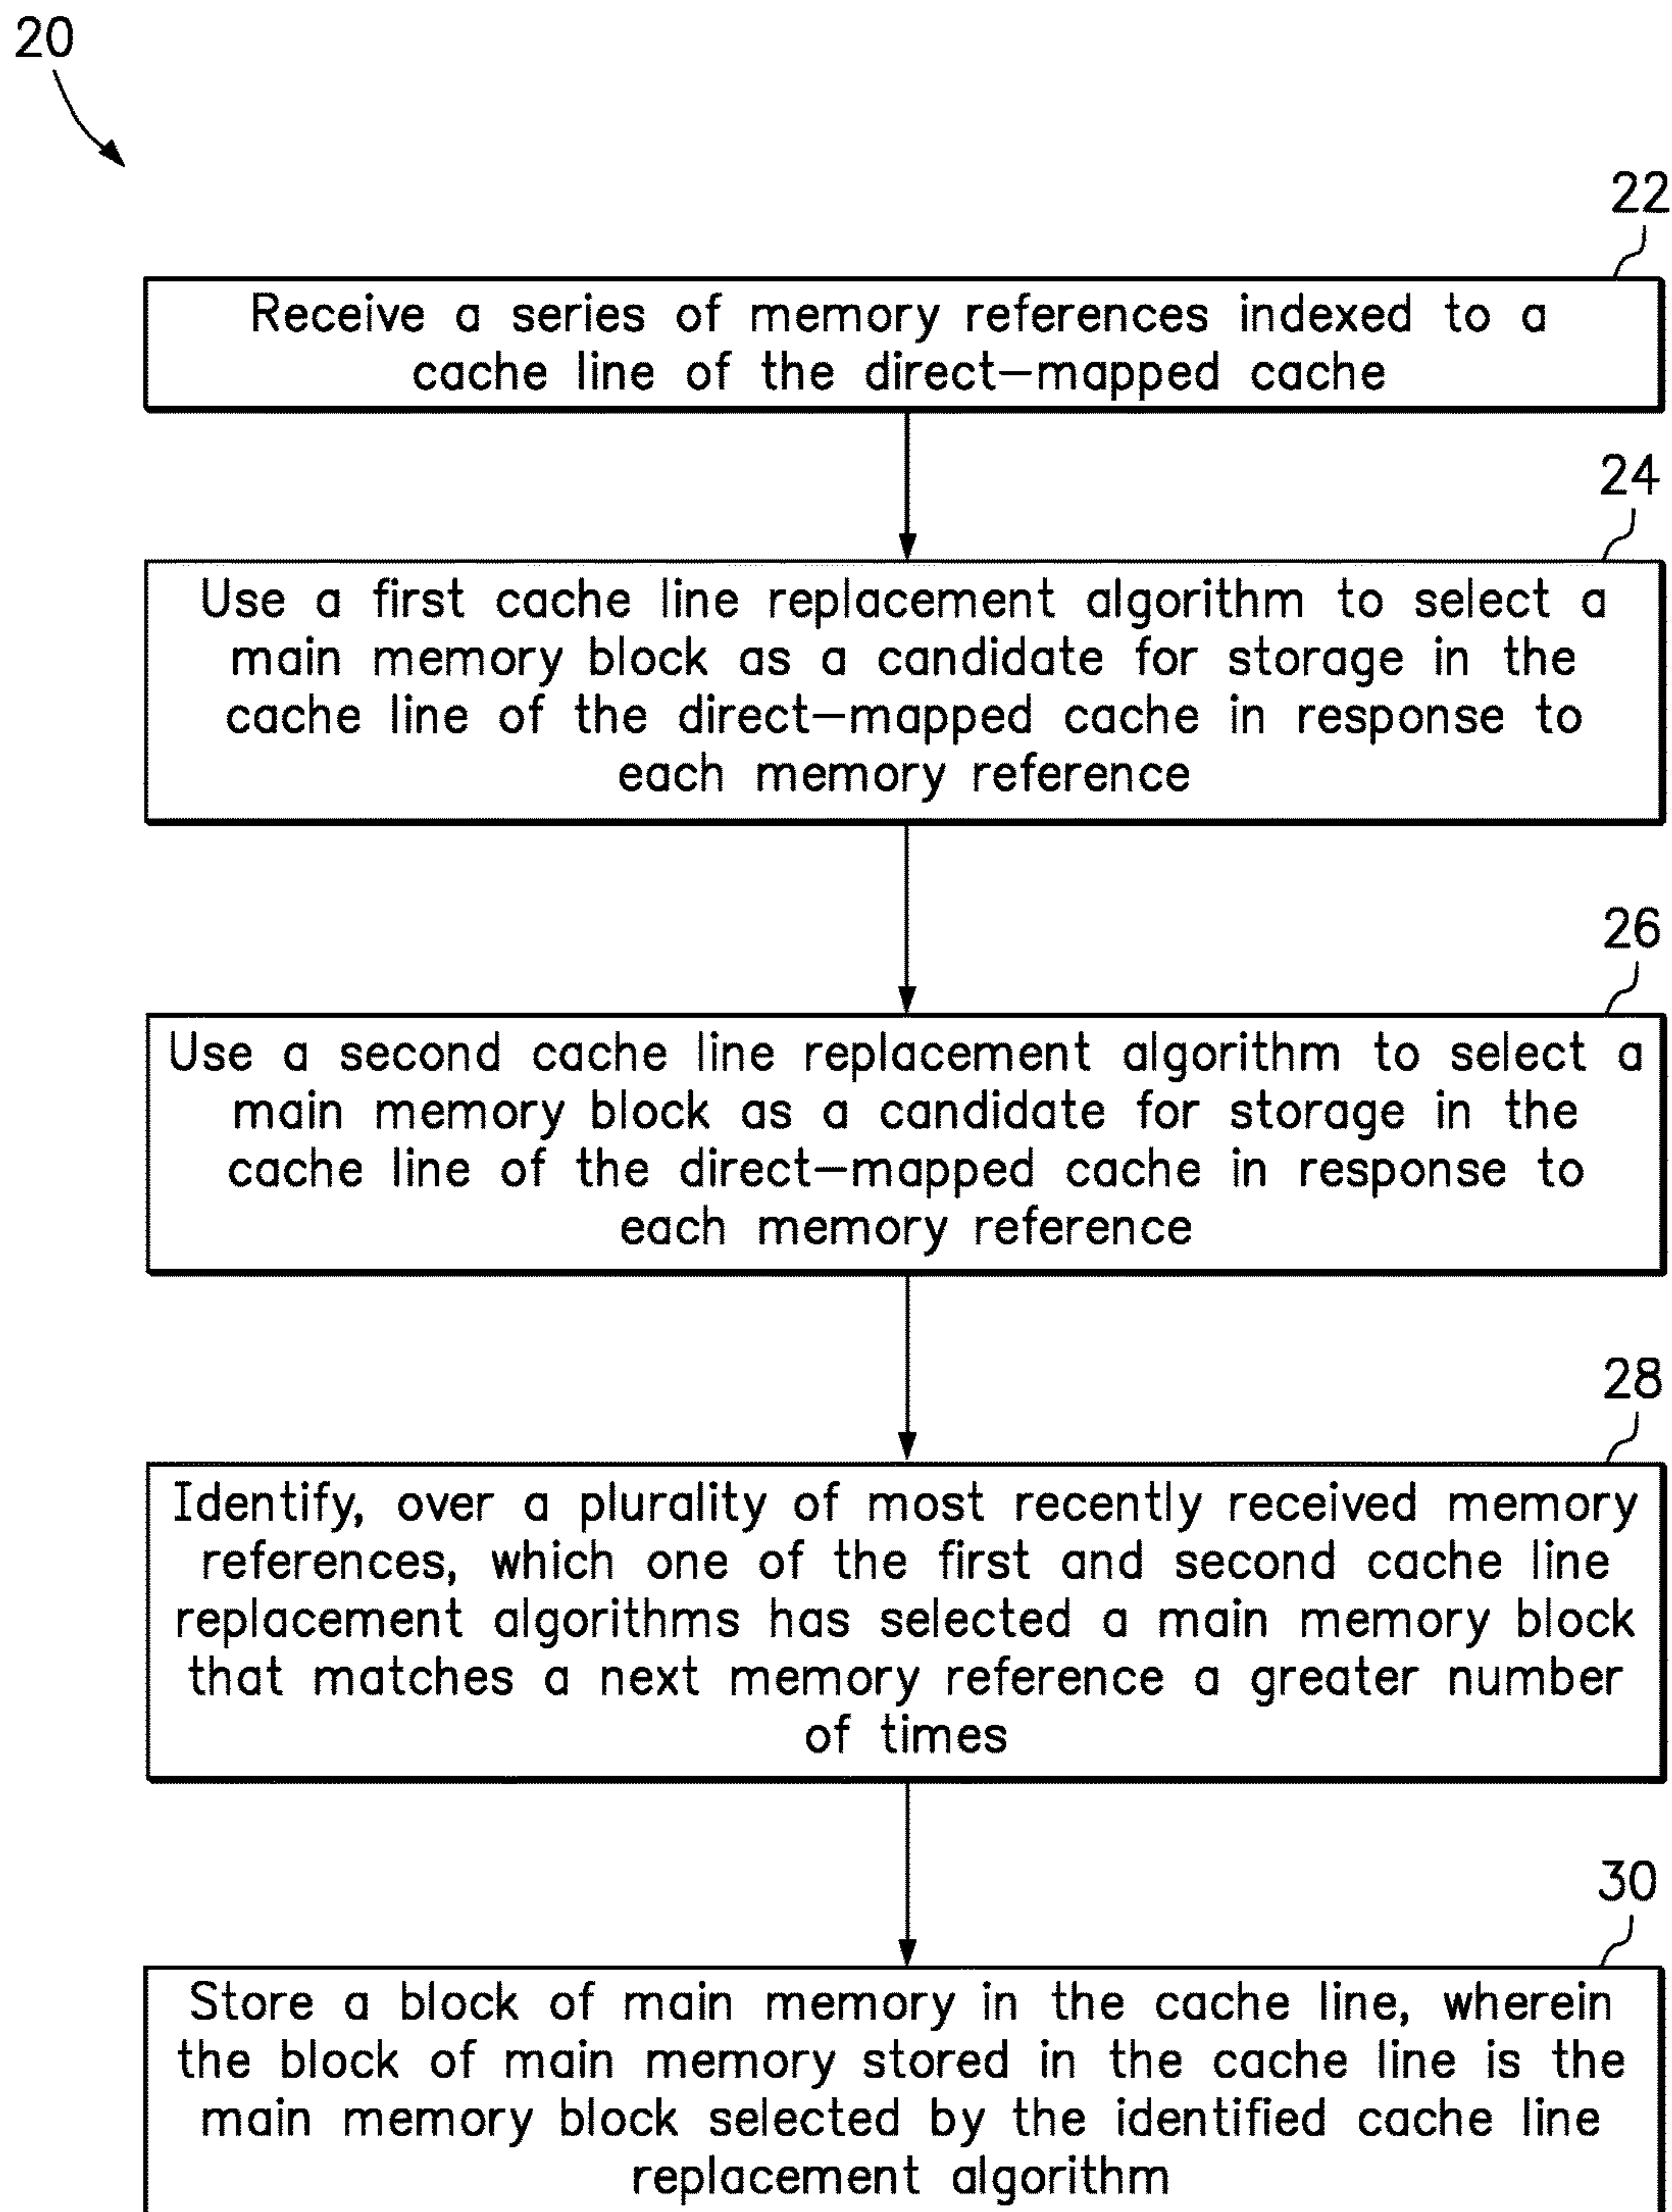 20
22
Receive a series of memory references indexed to a
cache line of the direct-mapped cache
24
Use a first cache line replacement algorithm to select a
main memory block as a candidate for storage in the
cache line of the direct-mapped cache in response to
each memory reference
26
Use a second cache line replacement algorithm to select a
main memory block as a candidate for storage in the
cache line of the direct-mapped cache in response to
each memory reference
28
Identify, over a plurality of most recently received memory
references, which one of the first and second cache line
replacement algorithms has selected a main memory block
that matches a next memory reference a greater number
of times
30
Store a block of main memory in the cache line, wherein
the block of main memory stored in the cache line is the
main memory block selected by the identified cache line
replacement algorithm